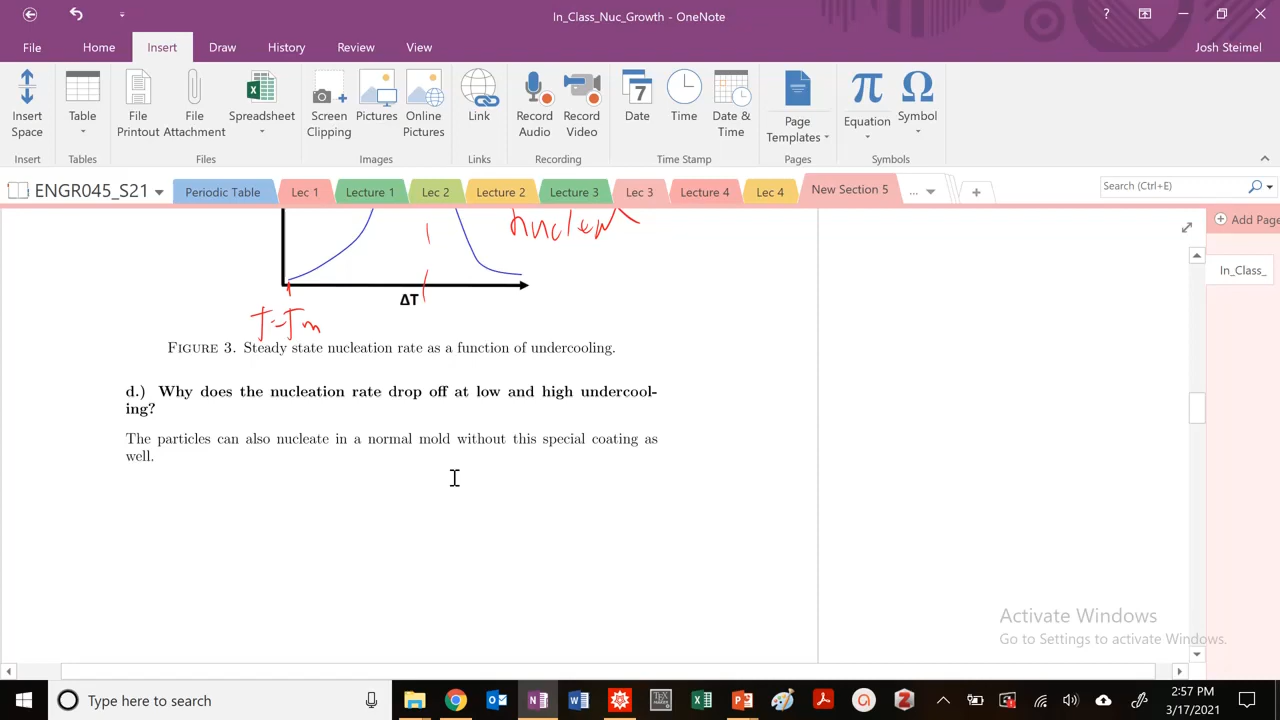 In_Class_Nuc_Growth - OneNote
?
File Home Insert Draw History Review View Josh Steimel
Insert Space
Table
File Printout
File Attachment
Spreadsheet
Screen Clipping
Pictures
Online Pictures
Link
Record Audio
Record Video
7
Date
Time
Date & Time
Page Templates
π
Equation
Ω
Symbol
Insert Tables Files Images Links Recording Time Stamp Pages Symbols
ENGR045_S21 Periodic Table Lec 1 Lecture 1 Lec 2 Lecture 2 Lecture 3 Lec 3 Lecture 4 Lec 4 New Section 5 ... + Search (Ctrl+E)
Add Page
In_Class_
ΔT
T=Tm
FIGURE 3. Steady state nucleation rate as a function of undercooling.
d.) Why does the nucleation rate drop off at low and high undercool-
ing?
The particles can also nucleate in a normal mold without this special coating as
well.
Activate Windows
Go to Settings to activate Windows.
Type here to search
2:57 PM
3/17/2021